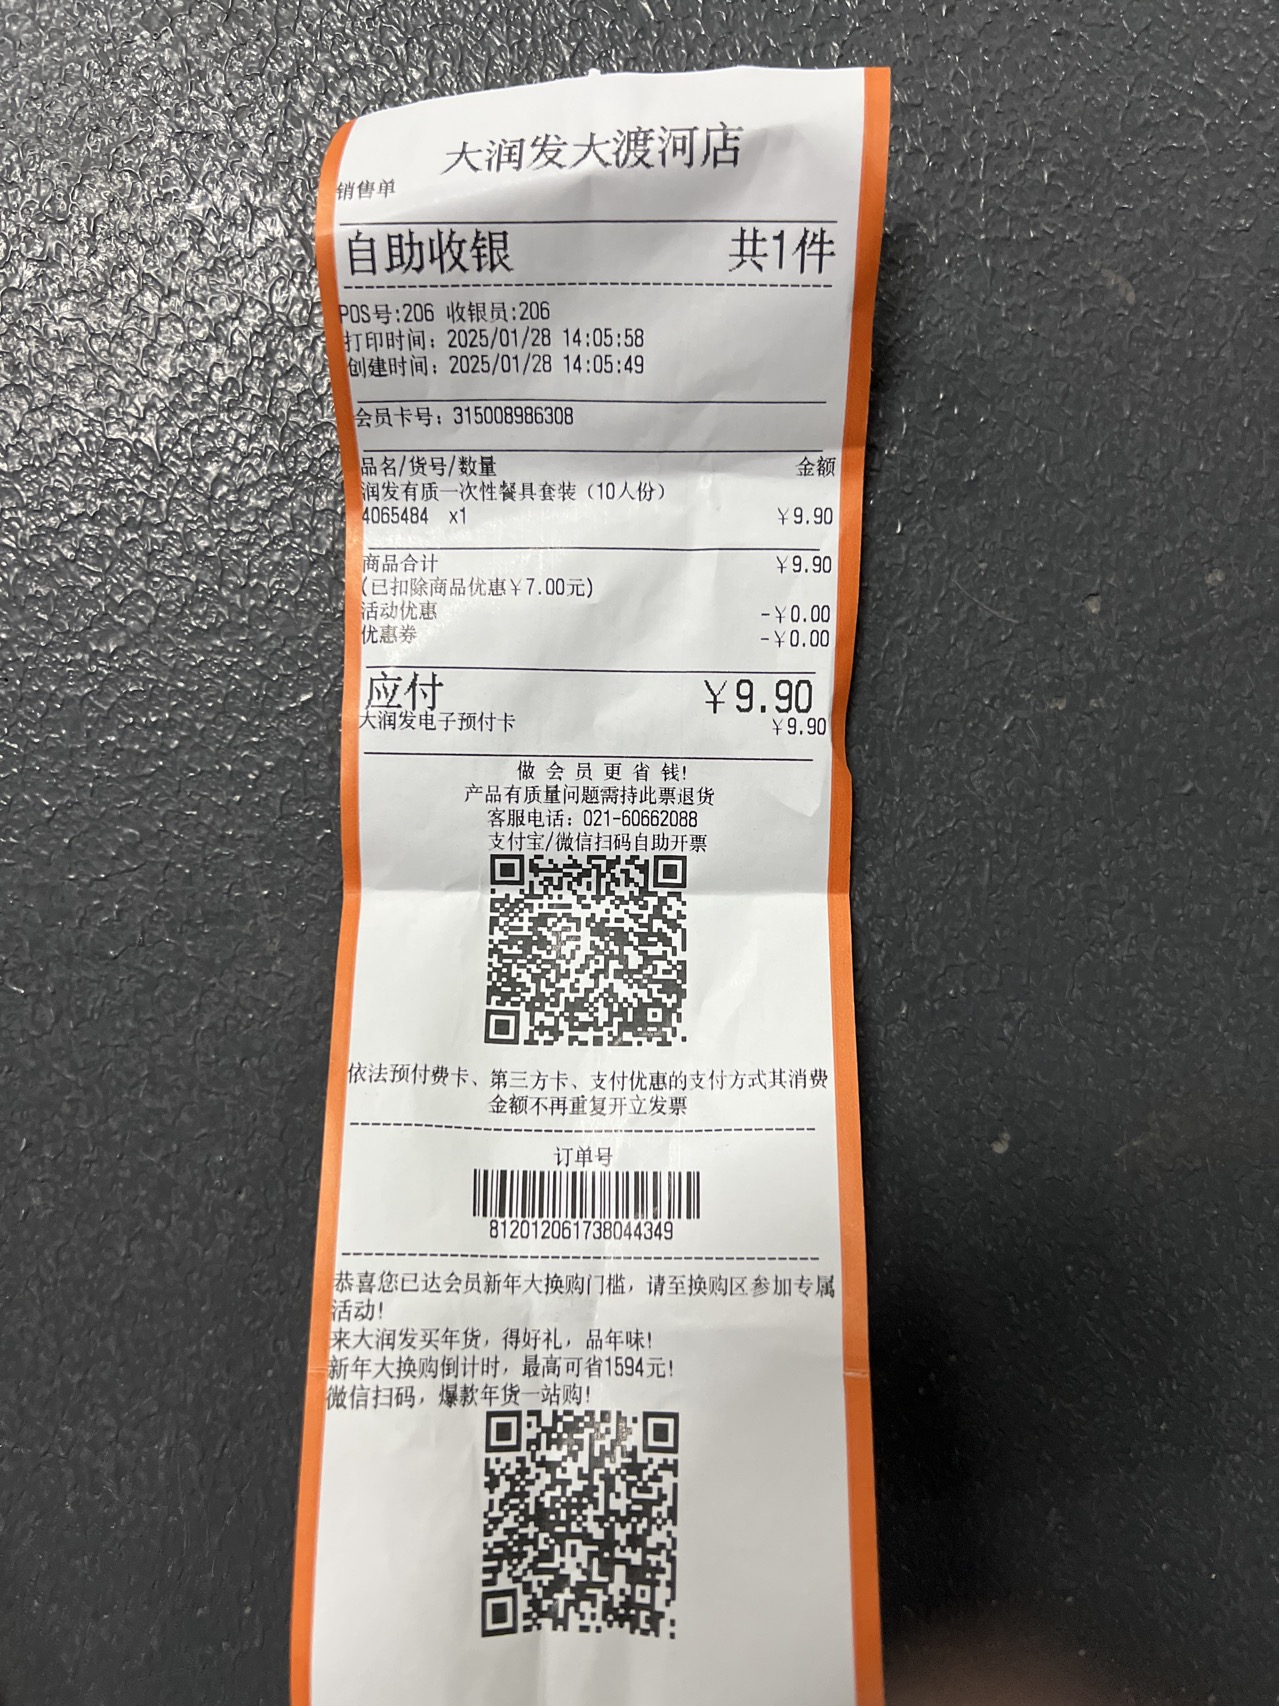 大润发大渡河店
销售单
自助收银 共1件
POS号:206 收银员:206
打印时间: 2025/01/28 14:05:58
创建时间: 2025/01/28 14:05:49
会员卡号: 315008986308
品名/货号/数量 金额
润发有质一次性餐具套装（10人份）
4065484 x1 ￥9.90
商品合计 ￥9.90
(已扣除商品优惠￥7.00元)
活动优惠 -￥0.00
优惠券 -￥0.00
应付 ￥9.90
大润发电子预付卡 ￥9.90
做 会 员 更 省 钱!
产品有质量问题需持此票退货
客服电话: 021-60662088
支付宝/微信扫码自助开票
依法预付费卡、第三方卡、支付优惠的支付方式其消费
金额不再重复开立发票
订单号
812012061738044349
恭喜您已达会员新年大换购门槛，请至换购区参加专属
活动!
来大润发买年货，得好礼，品年味!
新年大换购倒计时，最高可省1594元!
微信扫码，爆款年货一站购!